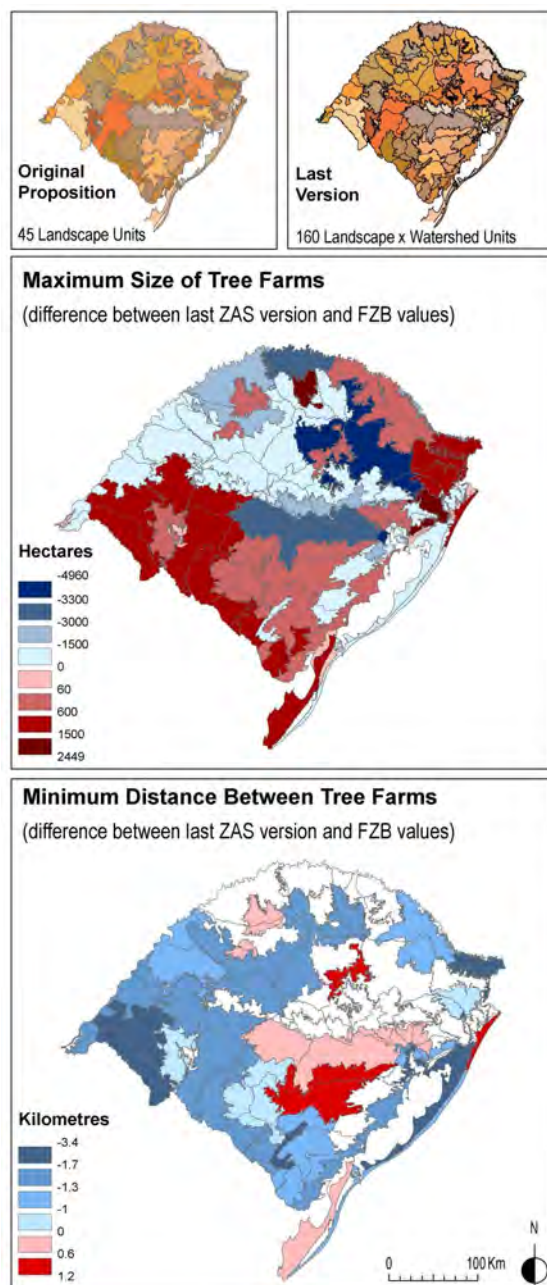 Original
Proposition
45 Landscape Units
Last
Version
160 Landscape x Watershed Units
Maximum Size of Tree Farms
(difference between last ZAS version and FZB values)
Hectares
-4960
-3300
-3000
-1500
0
60
600
1500
2449
Minimum Distance Between Tree Farms
(difference between last ZAS version and FZB values)
Kilometres
-3.4
-1.7
-1.3
-1
0
0.6
1.2
N
0 100 Km